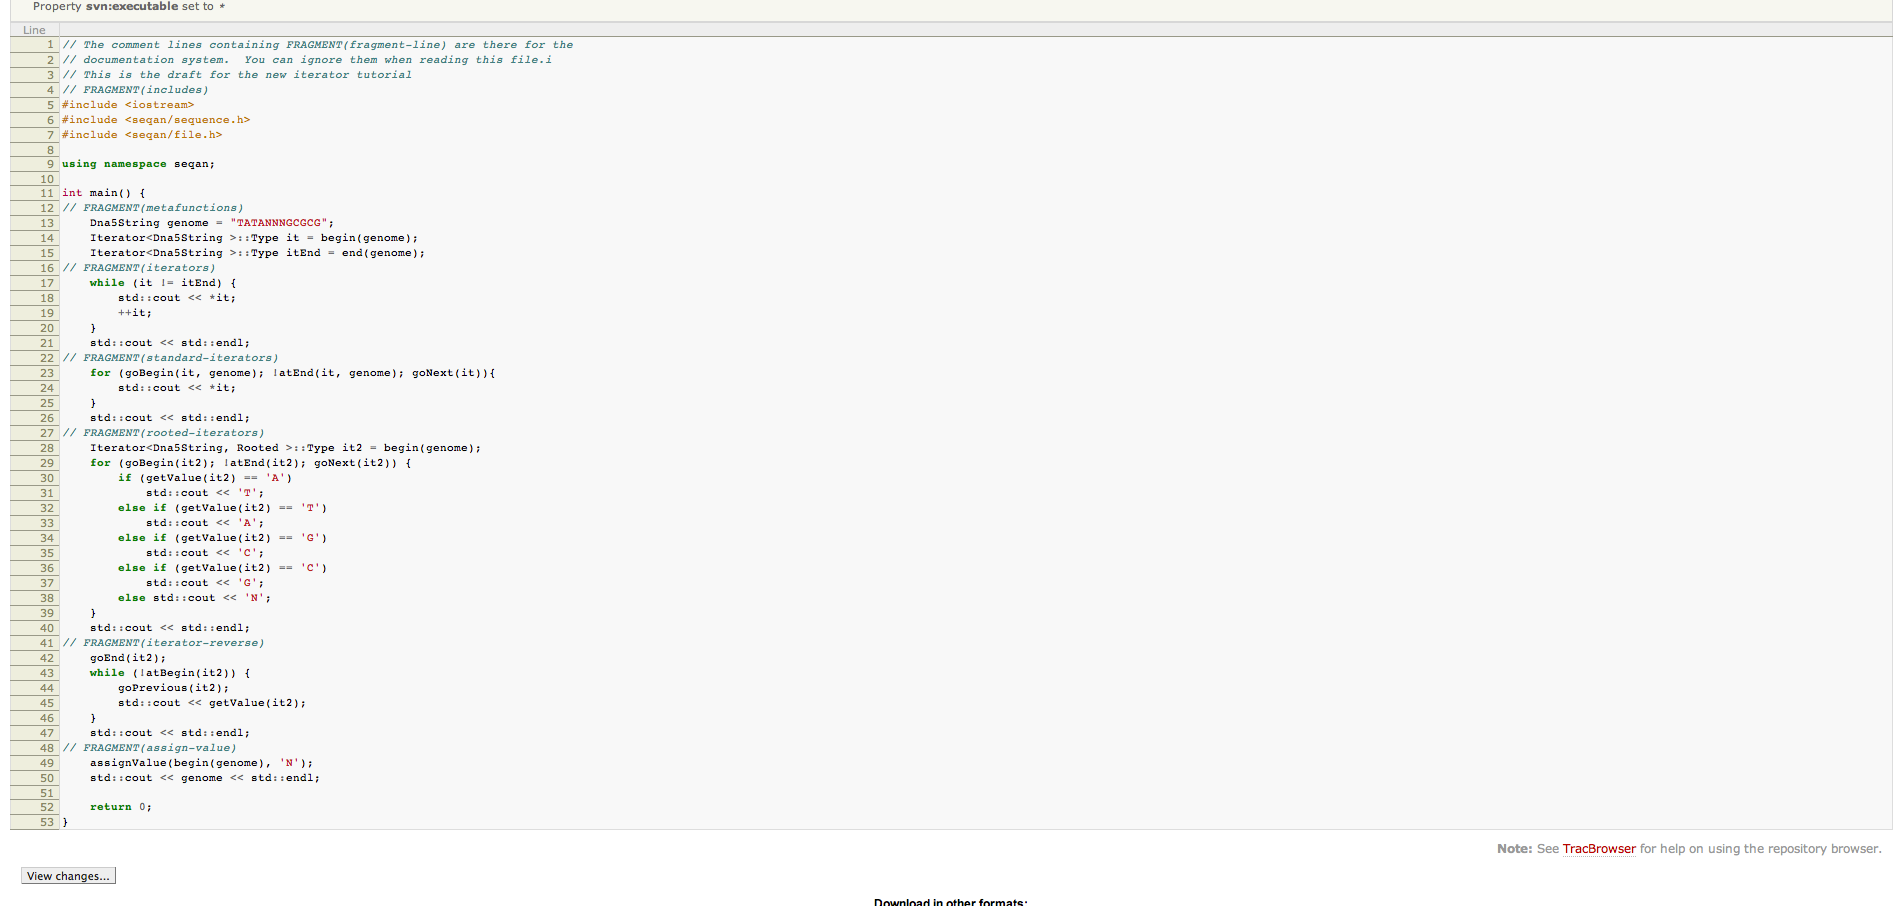 Property svn:executable set to *
Line
1 // The comment lines containing FRAGMENT(fragment-line) are there for the
2 // documentation system.  You can ignore them when reading this file.i
3 // This is the draft for the new iterator tutorial
4 // FRAGMENT(includes)
5 #include <iostream>
6 #include <seqan/sequence.h>
7 #include <seqan/file.h>
8
9 using namespace seqan;
10
11 int main() {
12 // FRAGMENT(metafunctions)
13     Dna5String genome = "TATANNNGCGCG";
14     Iterator<Dna5String >::Type it = begin(genome);
15     Iterator<Dna5String >::Type itEnd = end(genome);
16 // FRAGMENT(iterators)
17     while (it != itEnd) {
18         std::cout << *it;
19         ++it;
20     }
21     std::cout << std::endl;
22 // FRAGMENT(standard-iterators)
23     for (goBegin(it, genome); !atEnd(it, genome); goNext(it)){
24         std::cout << *it;
25     }
26     std::cout << std::endl;
27 // FRAGMENT(rooted-iterators)
28     Iterator<Dna5String, Rooted >::Type it2 = begin(genome);
29     for (goBegin(it2); !atEnd(it2); goNext(it2)) {
30         if (getValue(it2) == 'A')
31             std::cout << 'T';
32         else if (getValue(it2) == 'T')
33             std::cout << 'A';
34         else if (getValue(it2) == 'G')
35             std::cout << 'C';
36         else if (getValue(it2) == 'C')
37             std::cout << 'G';
38         else std::cout << 'N';
39     }
40     std::cout << std::endl;
41 // FRAGMENT(iterator-reverse)
42     goEnd(it2);
43     while (!atBegin(it2)) {
44         goPrevious(it2);
45         std::cout << getValue(it2);
46     }
47     std::cout << std::endl;
48 // FRAGMENT(assign-value)
49     assignValue(begin(genome), 'N');
50     std::cout << genome << std::endl;
51
52     return 0;
53 }
Note: See TracBrowser for help on using the repository browser.
View changes...
Download in other formats: